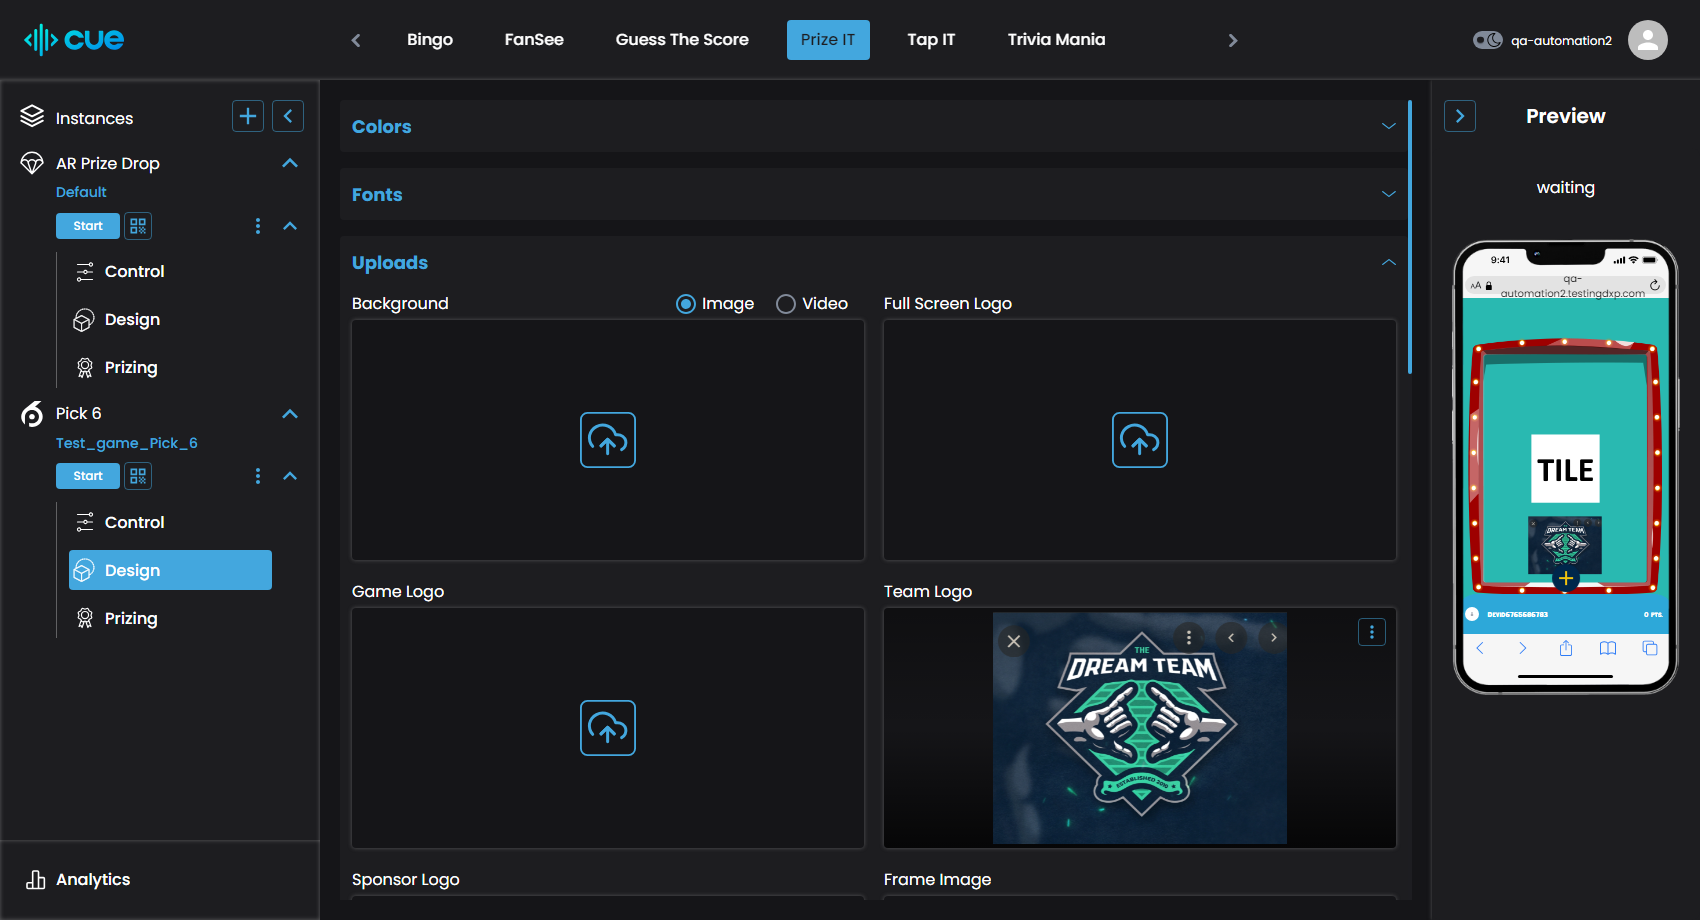 cue
Bingo
FanSee
Guess The Score
Prize IT
Tap IT
Trivia Mania
qa-automation2
Instances
AR Prize Drop
Default
Start
Control
Design
Prizing
Pick 6
Test_game_Pick_6
Start
Control
Design
Prizing
Analytics
Colors
Fonts
Uploads
Background
Image
Video
Full Screen Logo
Game Logo
Team Logo
THE
DREAM TEAM
ESTABLISHED 2010
Sponsor Logo
Frame Image
Preview
waiting
9:41
AA
qa-
automation2.testingdxp.com
TILE
DREAM TEAM
0 PTS.